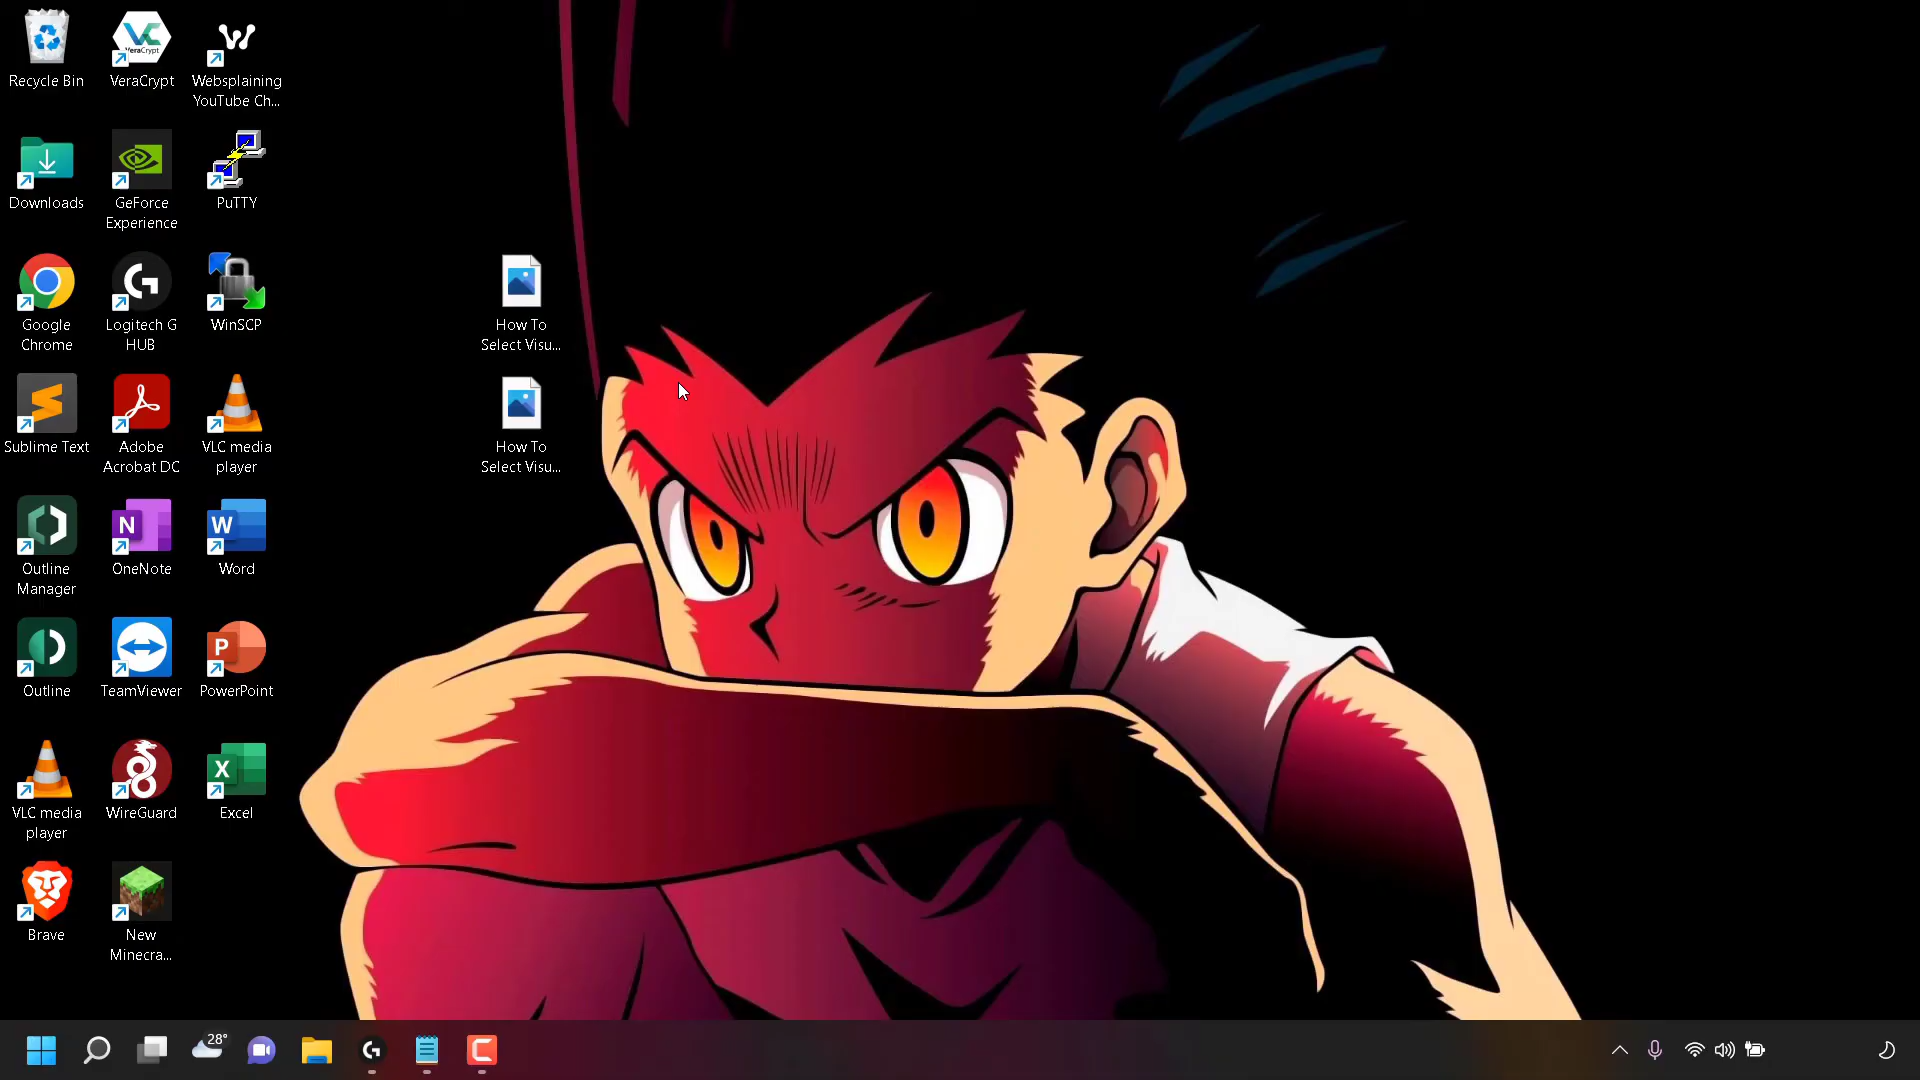 Recycle Bin
VeraCrypt
VeraCrypt
Websplaining
YouTube Ch...
Downloads
GeForce
Experience
PuTTY
Google
Chrome
Logitech G
HUB
WinSCP
How To
Select Visu...
Sublime Text
Adobe
Acrobat DC
VLC media
player
How To
Select Visu...
Outline
Manager
N
OneNote
W
Word
Outline
TeamViewer
P
PowerPoint
VLC media
player
WireGuard
X
Excel
Brave
New
Minecra...
28°